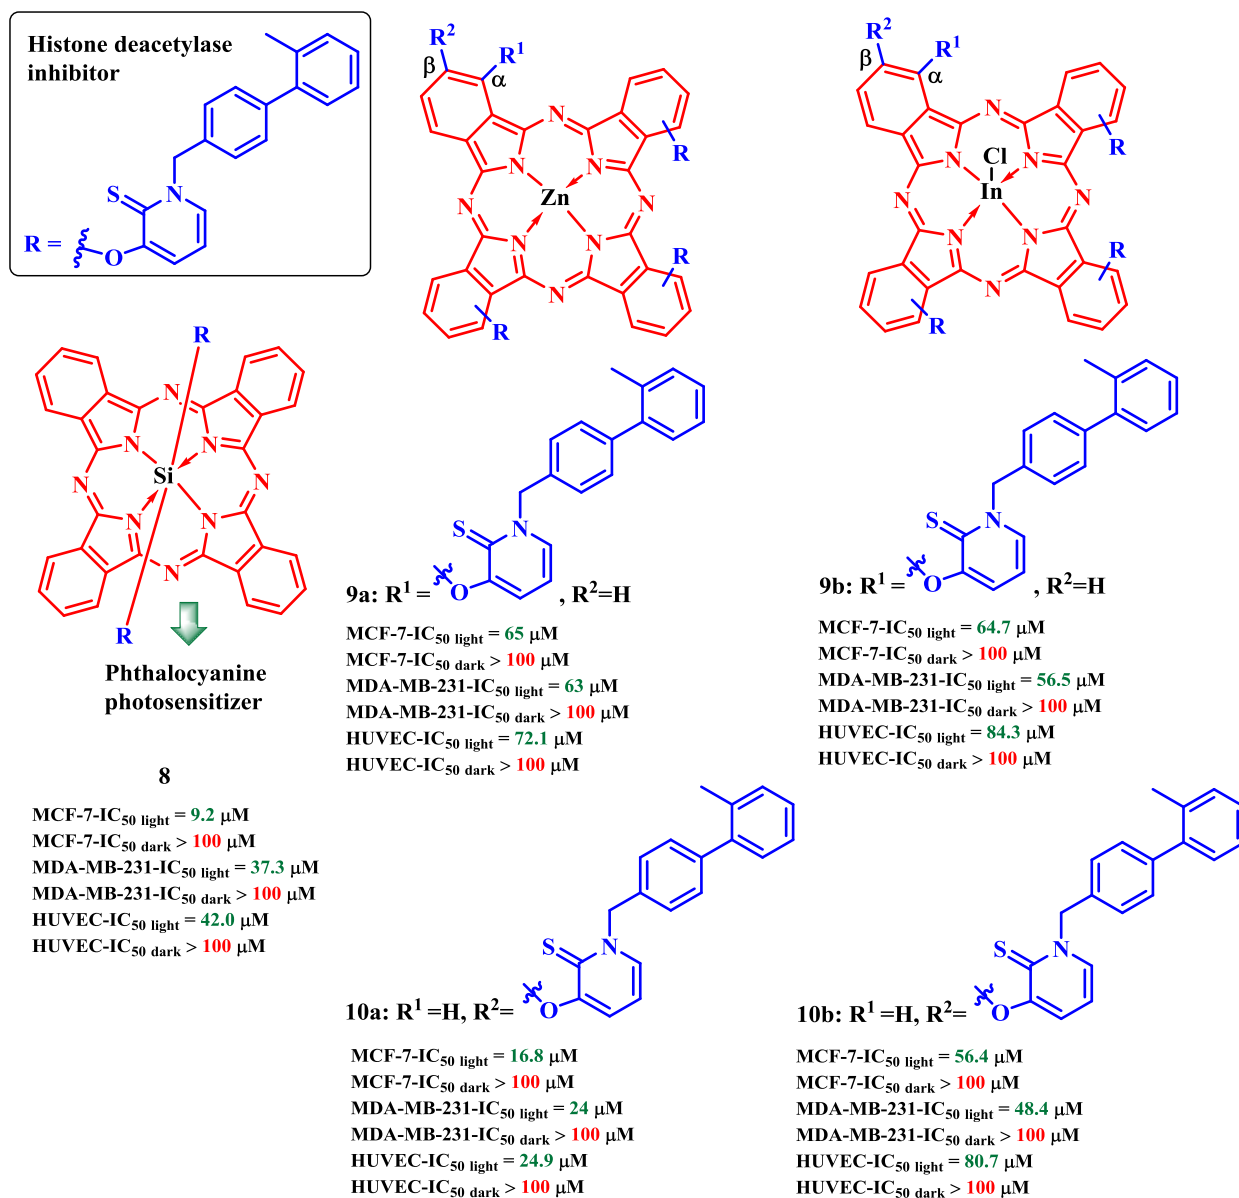 Histone deacetylase
inhibitor
S
N
R =
O
R²
R¹
β
α
N
N
N
R
N
Zn
N
N
N
N
R
R
R²
R¹
β
α
N
Cl
N
N
R
N
In
N
N
N
N
R
R
R
N
N
N
N
Si
N
N
N
N
R
Phthalocyanine
photosensitizer
8
MCF-7-IC50 light = 9.2 µM
MCF-7-IC50 dark > 100 µM
MDA-MB-231-IC50 light = 37.3 µM
MDA-MB-231-IC50 dark > 100 µM
HUVEC-IC50 light = 42.0 µM
HUVEC-IC50 dark > 100 µM
S
N
O
9a: R¹ = , R²=H
MCF-7-IC50 light = 65 µM
MCF-7-IC50 dark > 100 µM
MDA-MB-231-IC50 light = 63 µM
MDA-MB-231-IC50 dark > 100 µM
HUVEC-IC50 light = 72.1 µM
HUVEC-IC50 dark > 100 µM
S
N
O
9b: R¹ = , R²=H
MCF-7-IC50 light = 64.7 µM
MCF-7-IC50 dark > 100 µM
MDA-MB-231-IC50 light = 56.5 µM
MDA-MB-231-IC50 dark > 100 µM
HUVEC-IC50 light = 84.3 µM
HUVEC-IC50 dark > 100 µM
S
N
O
10a: R¹ =H, R²=
MCF-7-IC50 light = 16.8 µM
MCF-7-IC50 dark > 100 µM
MDA-MB-231-IC50 light = 24 µM
MDA-MB-231-IC50 dark > 100 µM
HUVEC-IC50 light = 24.9 µM
HUVEC-IC50 dark > 100 µM
S
N
O
10b: R¹ =H, R²=
MCF-7-IC50 light = 56.4 µM
MCF-7-IC50 dark > 100 µM
MDA-MB-231-IC50 light = 48.4 µM
MDA-MB-231-IC50 dark > 100 µM
HUVEC-IC50 light = 80.7 µM
HUVEC-IC50 dark > 100 µM